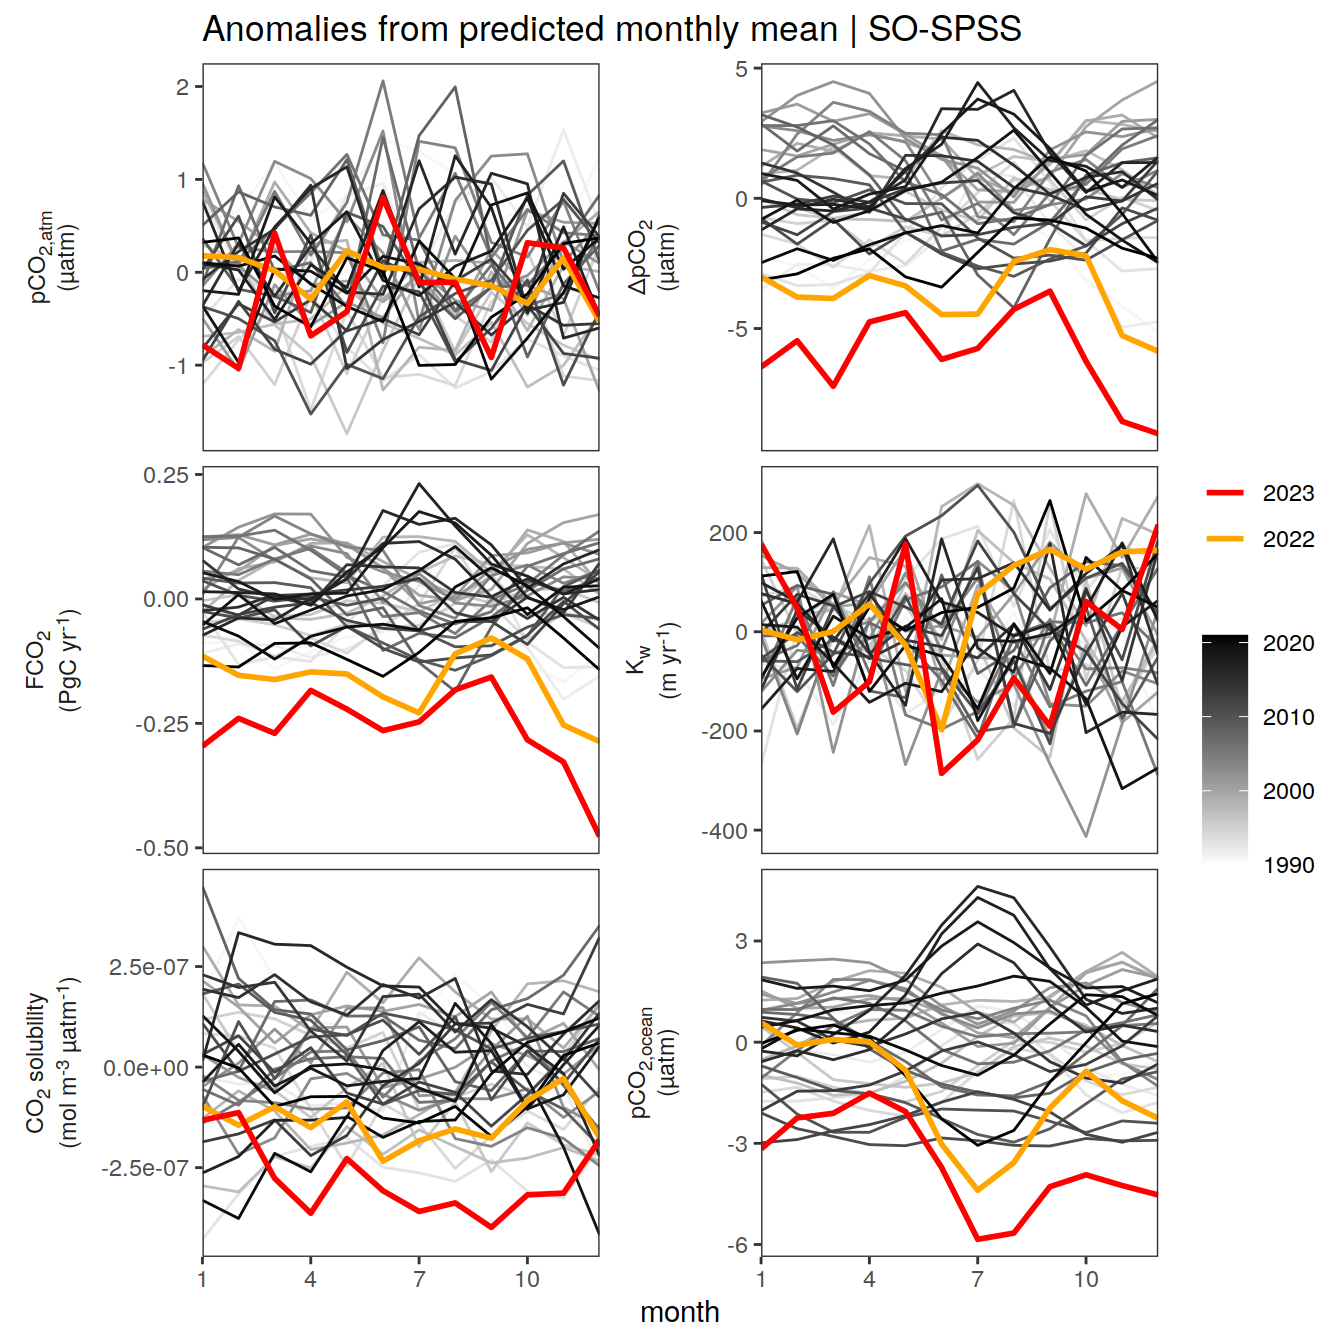 Anomalies from predicted monthly mean | SO-SPSS
pCO2,atm
(µatm)
2
1
0
-1
ΔpCO2
(µatm)
5
0
-5
FCO2
(PgC yr⁻¹)
0.25
0.00
-0.25
-0.50
Kw
(m yr⁻¹)
200
0
-200
-400
CO2 solubility
(mol m⁻³ µatm⁻¹)
2.5e-07
0.0e+00
-2.5e-07
pCO2,ocean
(µatm)
3
0
-3
-6
1 4 7 10
1 4 7 10
month
2023
2022
2020
2010
2000
1990